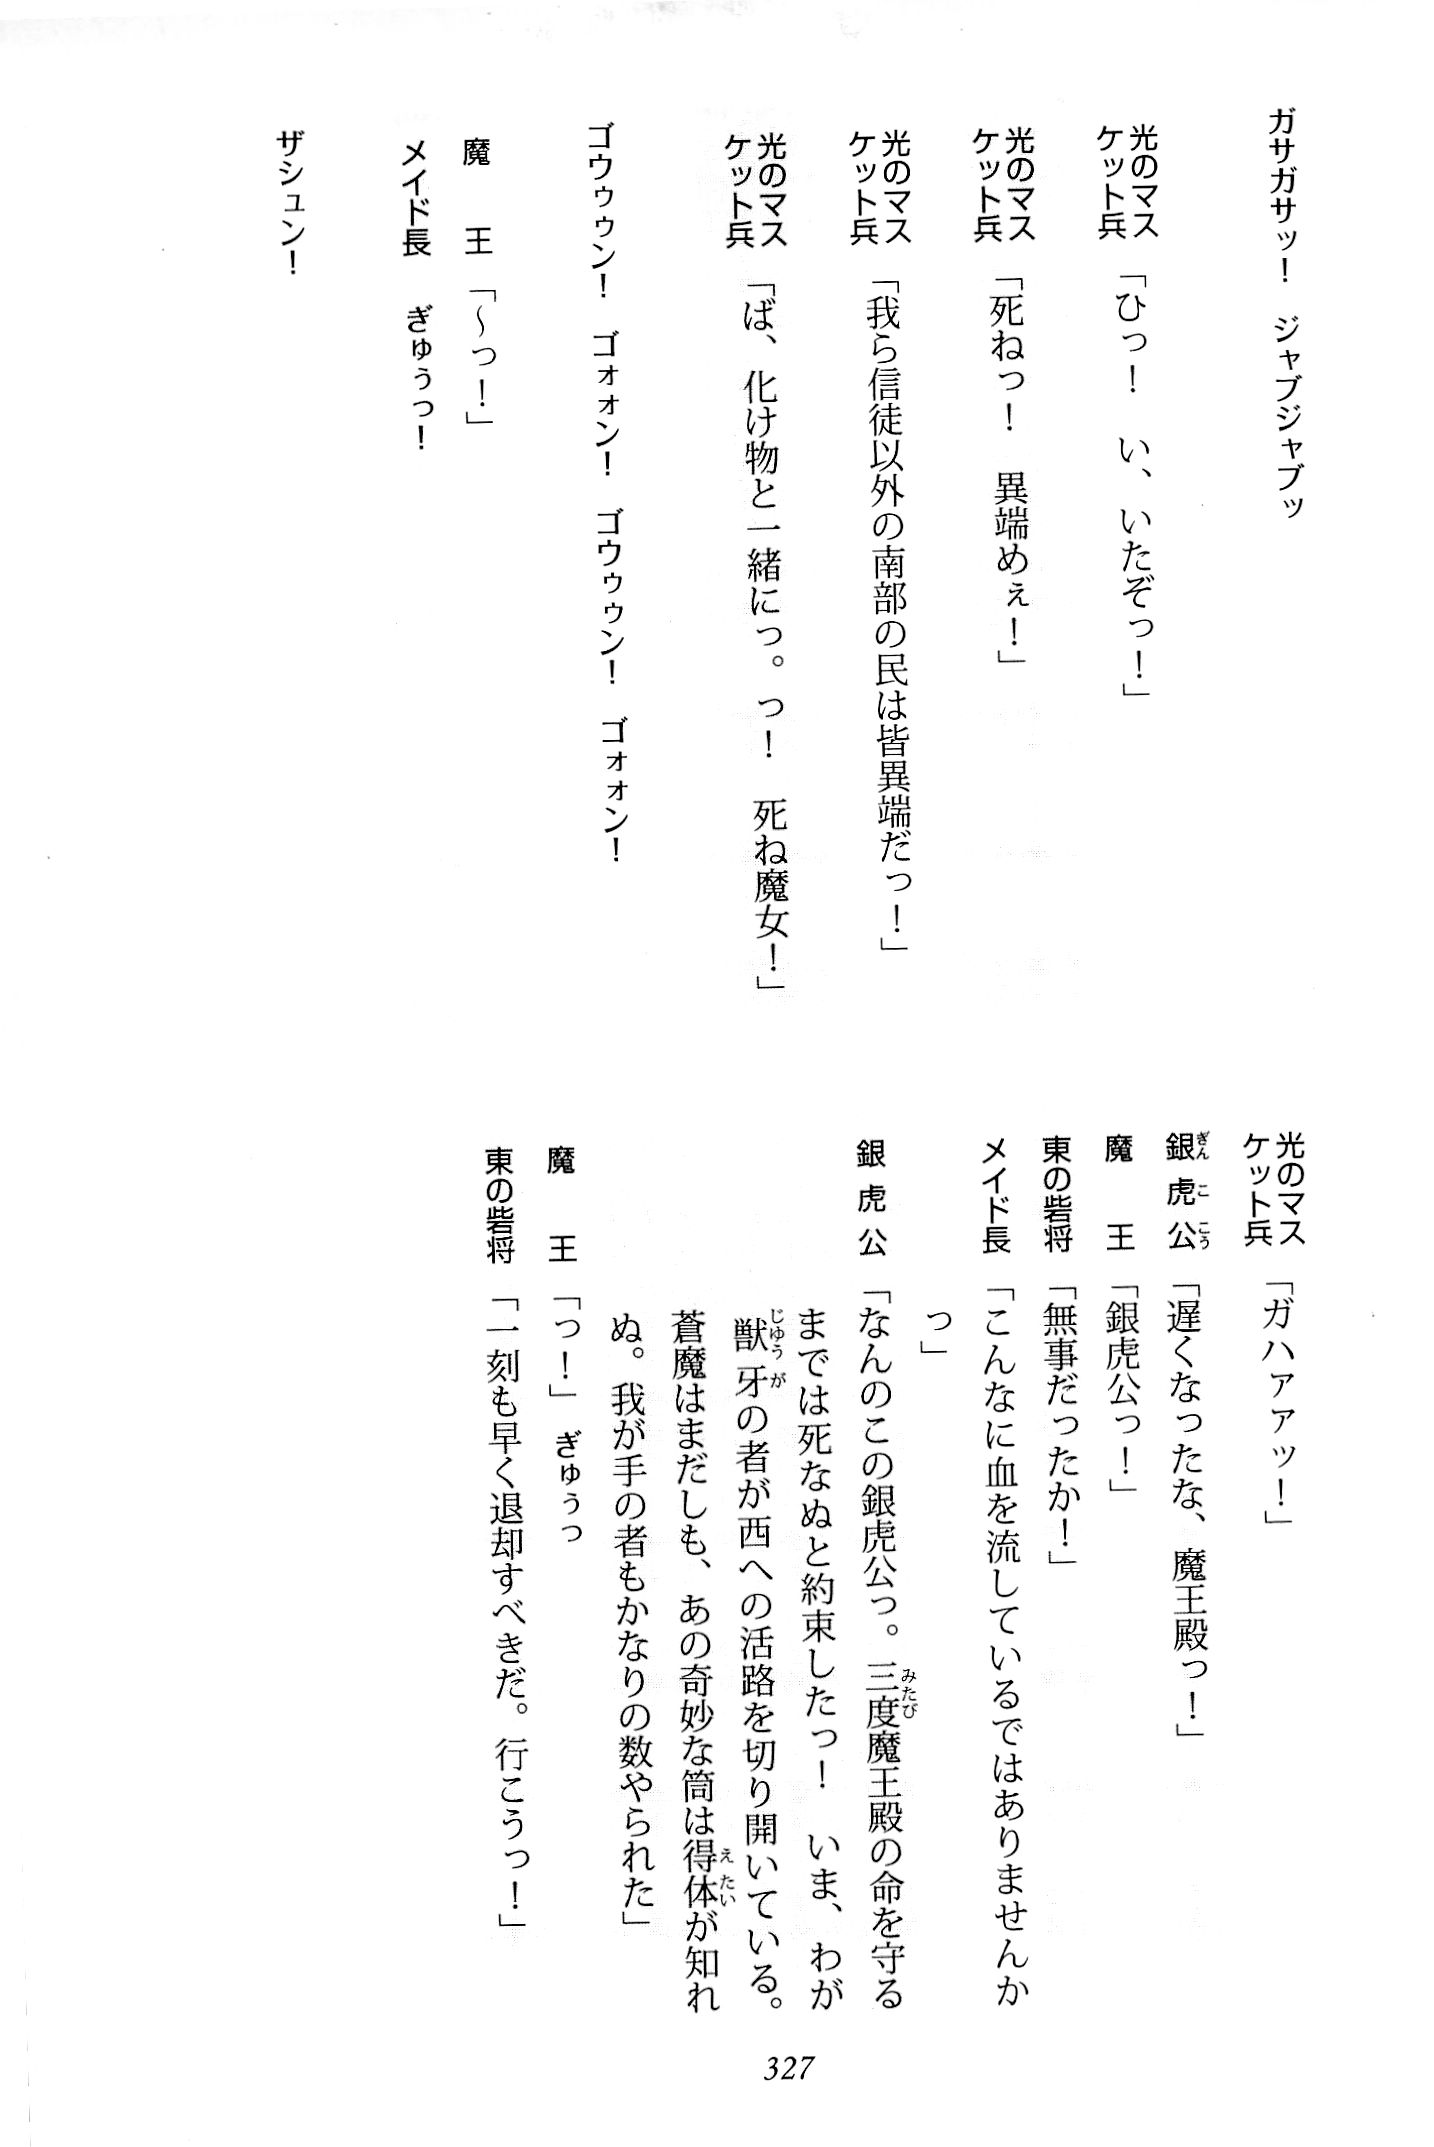 ガサガサッ！　ジャブジャブッ
光のマスケット兵「ひっ！　い、いたぞっ！」
光のマスケット兵「死ねっ！　異端めぇ！」
光のマスケット兵「我ら信徒以外の南部の民は皆異端だっ！」
光のマスケット兵「ば、化け物と一緒にっ。っ！　死ね魔女！」
ゴウゥゥン！　ゴォォン！　ゴウゥゥン！　ゴォォン！
魔王「～っ！」
メイド長　ぎゅぅっ！
ザシュン！
光のマスケット兵「ガハァァッ！」
銀虎公「遅くなったな、魔王殿っ！」
魔王「銀虎公っ！」
東の砦将「無事だったか！」
メイド長「こんなに血を流しているではありませんか
っ」
銀虎公「なんのこの銀虎公っ。三度魔王殿の命を守る
までは死なぬと約束したっ！　いま、わが
獣牙の者が西への活路を切り開いている。
蒼魔はまだしも、あの奇妙な筒は得体が知れ
ぬ。我が手の者もかなりの数やられた」
魔王「っ！」ぎゅぅっ
東の砦将「一刻も早く退却すべきだ。行こうっ！」
327